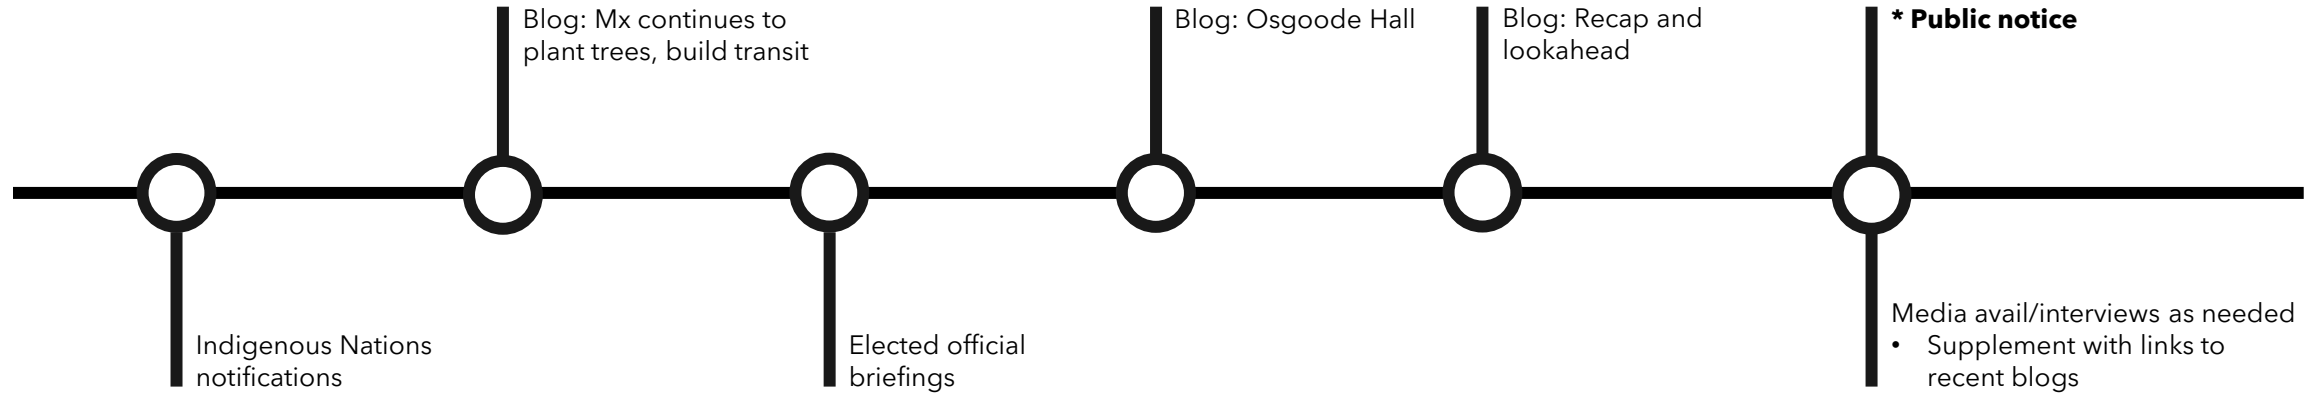 Blog: Mx continues to
plant trees, build transit
Blog: Osgoode Hall
Blog: Recap and
lookahead
* Public notice
Indigenous Nations
notifications
Elected official
briefings
Media avail/interviews as needed
• Supplement with links to
recent blogs